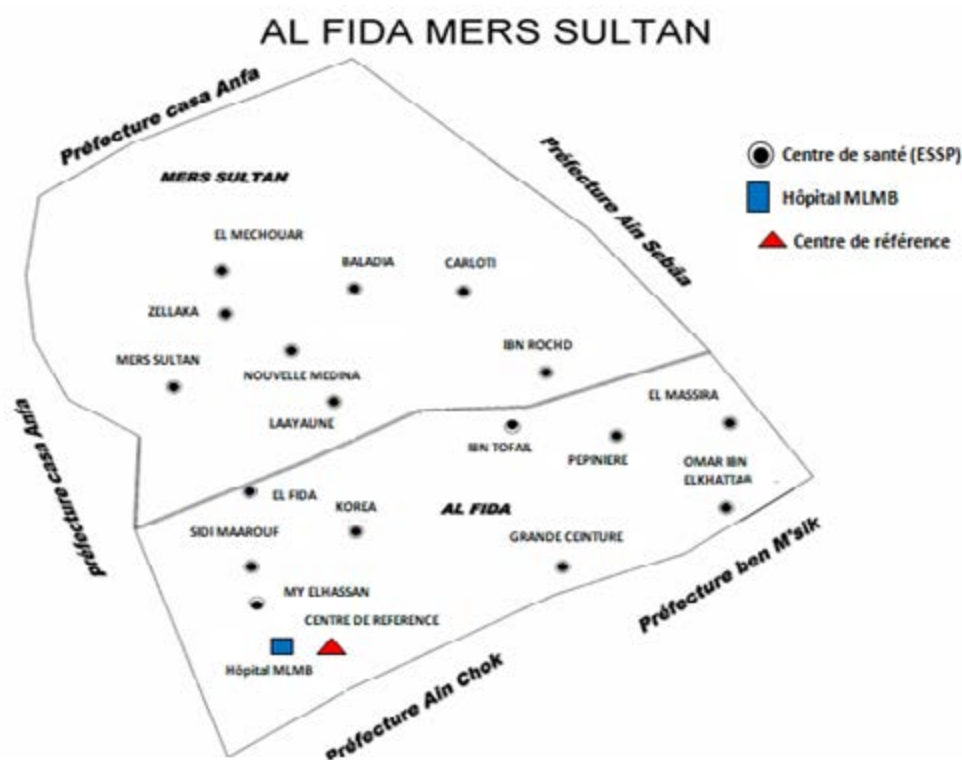 AL FIDA MERS SULTAN
Préfecture casa Anfa
Préfecture Ain Sebâa
Centre de santé (ESSP)
Hôpital MLMB
Centre de référence
MERS SULTAN
EL MECHOUAR
BALADIA
CARLOTI
ZELLAKA
IBN ROCHD
MERS SULTAN
NOUVELLE MEDINA
LAAYAUNE
EL MASSIRA
IBN TOFAIL
PEPINIERE
OMAR IBN
ELKHATTAB
préfecture casa Anfa
EL FIDA
KOREA
AL FIDA
SIDI MAAROUF
GRANDE CEINTURE
MY ELHASSAN
CENTRE DE REFERENCE
Hôpital MLMB
Préfecture ben M'sik
Préfecture Ain Chok